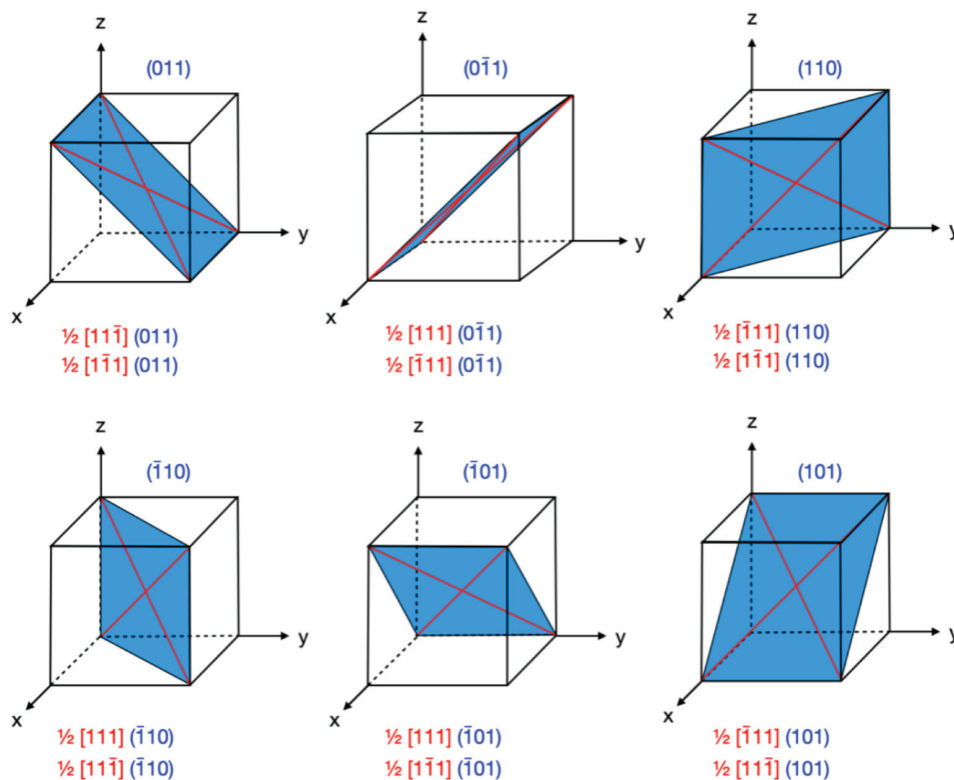 z
(011)
y
x
½ [111̄] (011)
½ [11̄1] (011)
z
(01̄1)
y
x
½ [111] (01̄1)
½ [1̄11] (01̄1)
z
(110)
y
x
½ [1̄11] (110)
½ [11̄1] (110)
z
(1̄10)
y
x
½ [111] (1̄10)
½ [111̄] (1̄10)
z
(1̄01)
y
x
½ [111] (1̄01)
½ [11̄1] (1̄01)
z
(101)
y
x
½ [1̄11] (101)
½ [111̄] (101)